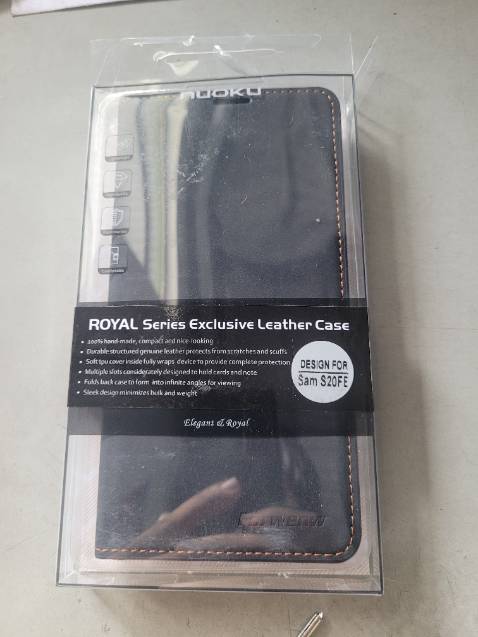 NUOKU
ROYAL Series Exclusive Leather Case
• 100% hand-made, compact and nice-looking
• Durable structured genuine leather protects from scratches and scuffs
• Soft tpu cover inside fully wraps device to provide complete protection
• Multiple slots considerately designed to hold cards and note
• Folds back case to form into infinite angles for viewing
• Sleek design minimizes bulk and weight
DESIGN FOR
Sam S20FE
Elegant & Royal